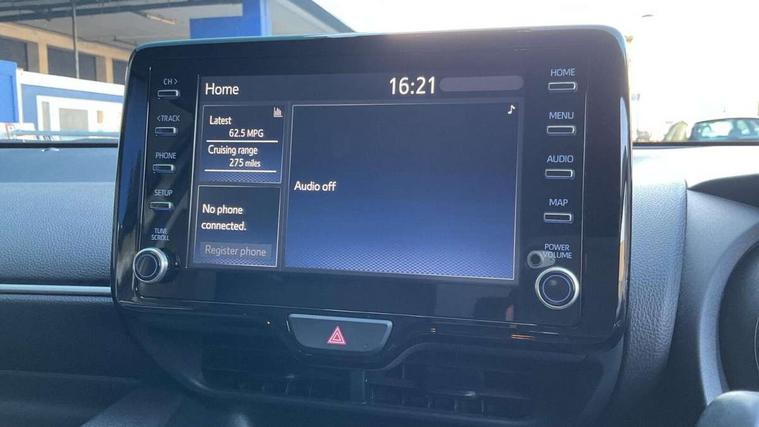 CH >
< TRACK
PHONE
SETUP
TUNE
SCROLL
Home
16:21
Latest
62.5 MPG
Cruising range
275 miles
No phone
connected.
Register phone
Audio off
HOME
MENU
AUDIO
MAP
POWER
VOLUME